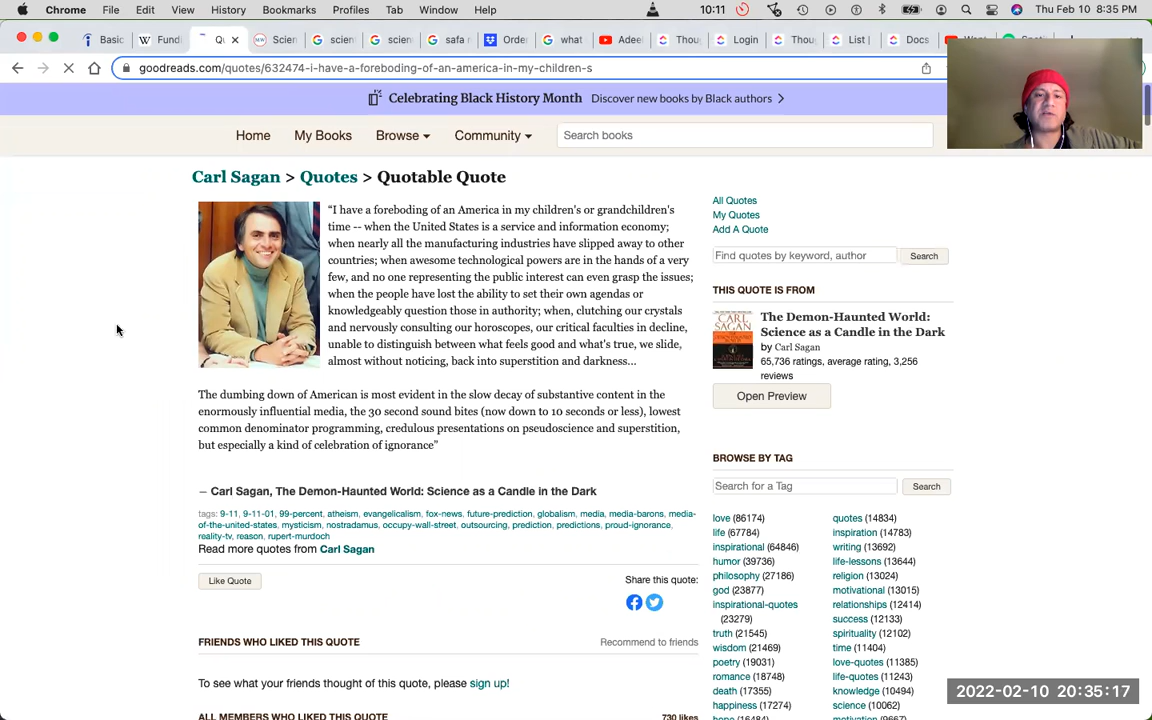 Chrome File Edit View History Bookmarks Profiles Tab Window Help 10:11 Thu Feb 10 8:35 PM
Basic Fundi Qu Scien scien scien safa n Order what Adeel Thoug Login Thoug List | Docs
goodreads.com/quotes/632474-i-have-a-foreboding-of-an-america-in-my-children-s
Celebrating Black History Month Discover new books by Black authors
Home My Books Browse Community Search books
Carl Sagan > Quotes > Quotable Quote
“I have a foreboding of an America in my children's or grandchildren's
time -- when the United States is a service and information economy;
when nearly all the manufacturing industries have slipped away to other
countries; when awesome technological powers are in the hands of a very
few, and no one representing the public interest can even grasp the issues;
when the people have lost the ability to set their own agendas or
knowledgeably question those in authority; when, clutching our crystals
and nervously consulting our horoscopes, our critical faculties in decline,
unable to distinguish between what feels good and what's true, we slide,
almost without noticing, back into superstition and darkness...
The dumbing down of American is most evident in the slow decay of substantive content in the
enormously influential media, the 30 second sound bites (now down to 10 seconds or less), lowest
common denominator programming, credulous presentations on pseudoscience and superstition,
but especially a kind of celebration of ignorance”
― Carl Sagan, The Demon-Haunted World: Science as a Candle in the Dark
tags: 9-11, 9-11-01, 99-percent, atheism, evangelicalism, fox-news, future-prediction, globalism, media, media-barons, media-
of-the-united-states, mysticism, nostradamus, occupy-wall-street, outsourcing, prediction, predictions, proud-ignorance,
reality-tv, reason, rupert-murdoch
Read more quotes from Carl Sagan
Like Quote
Share this quote:
FRIENDS WHO LIKED THIS QUOTE Recommend to friends
To see what your friends thought of this quote, please sign up!
ALL MEMBERS WHO LIKED THIS QUOTE 730 likes
All Quotes
My Quotes
Add A Quote
Find quotes by keyword, author Search
THIS QUOTE IS FROM
CARL SAGAN
The Demon-Haunted World:
Science as a Candle in the Dark
by Carl Sagan
65,736 ratings, average rating, 3,256
reviews
Open Preview
BROWSE BY TAG
Search for a Tag Search
love (86174)
life (67784)
inspirational (64846)
humor (39736)
philosophy (27186)
god (23877)
inspirational-quotes
(23279)
truth (21545)
wisdom (21469)
poetry (19031)
romance (18748)
death (17355)
happiness (17274)
hope (16484)
quotes (14834)
inspiration (14783)
writing (13692)
life-lessons (13644)
religion (13024)
motivational (13015)
relationships (12414)
success (12133)
spirituality (12102)
time (11404)
love-quotes (11385)
life-quotes (11243)
knowledge (10494)
science (10062)
motivation (9667)
2022-02-10 20:35:17